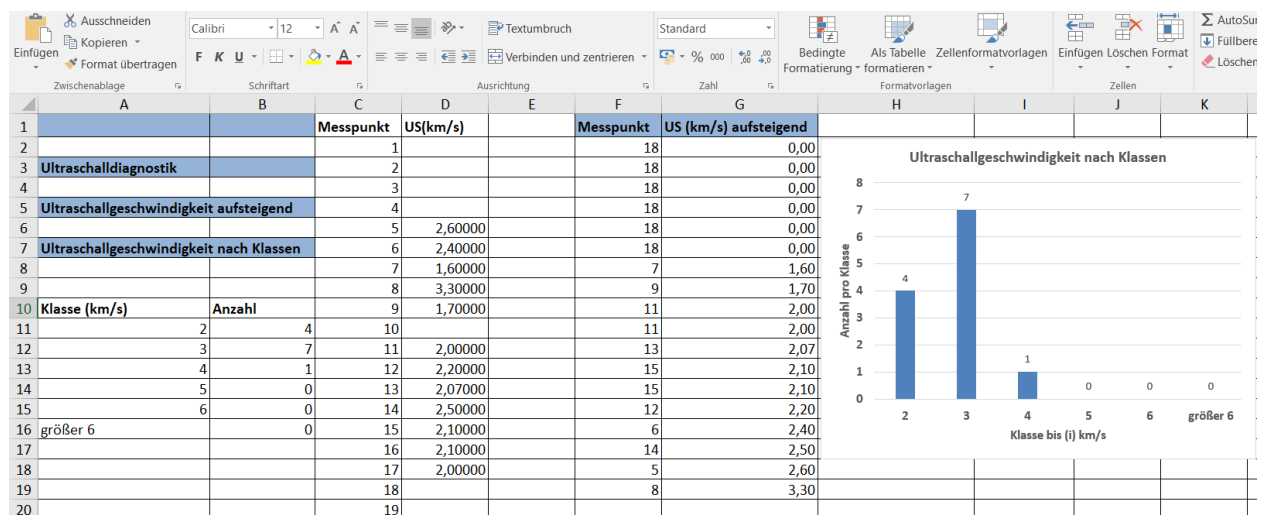 Ausschneiden
Kopieren
Format übertragen
Einfügen
Zwischenablage
Calibri 12 A A
F K U A
Schriftart
Textumbruch
Verbinden und zentrieren
Ausrichtung
Standard
% 000 ,00 ,00
Zahl
Bedingte Formatierung
Als Tabelle formatieren
Zellenformatvorlagen
Formatvorlagen
Einfügen Löschen Format
Zellen
Σ AutoSu
Füllbere
Löschen
A B C D E F G H I J K
1 Messpunkt US(km/s) Messpunkt US (km/s) aufsteigend
2 1 18 0,00
3 Ultraschalldiagnostik 2 18 0,00
4 3 18 0,00
5 Ultraschallgeschwindigkeit aufsteigend 4 18 0,00
6 5 2,60000 18 0,00
7 Ultraschallgeschwindigkeit nach Klassen 6 2,40000 18 0,00
8 7 1,60000 7 1,60
9 8 3,30000 9 1,70
10 Klasse (km/s) Anzahl 9 1,70000 11 2,00
11 2 4 10 11 2,00
12 3 7 11 2,00000 13 2,07
13 4 1 12 2,20000 15 2,10
14 5 0 13 2,07000 15 2,10
15 6 0 14 2,50000 12 2,20
16 größer 6 0 15 2,10000 6 2,40
17 16 2,10000 14 2,50
18 17 2,00000 5 2,60
19 18 8 3,30
20 19
Ultraschallgeschwindigkeit nach Klassen
Anzahl pro Klasse
8
7
6
5
4
3
2
1
0
4 7 1 0 0 0
2 3 4 5 6 größer 6
Klasse bis (i) km/s